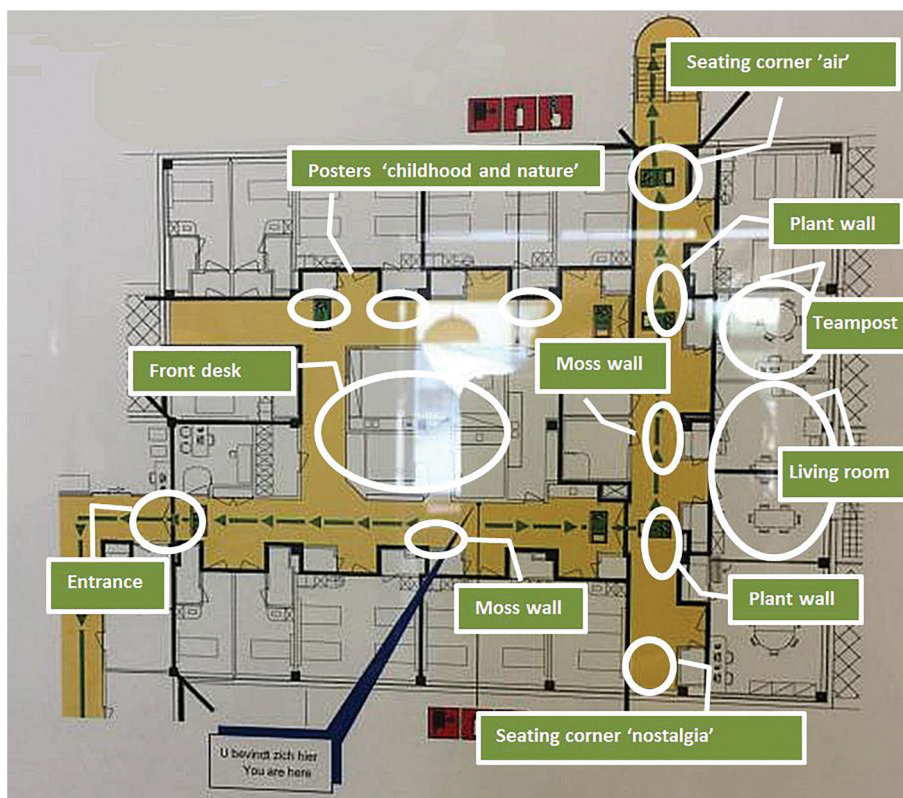 Seating corner ’air’
Posters ‘childhood and nature’
Plant wall
Teampost
Front desk
Moss wall
Living room
Entrance
Moss wall
Plant wall
Seating corner ‘nostalgia’
U bevindt zich hier
You are here